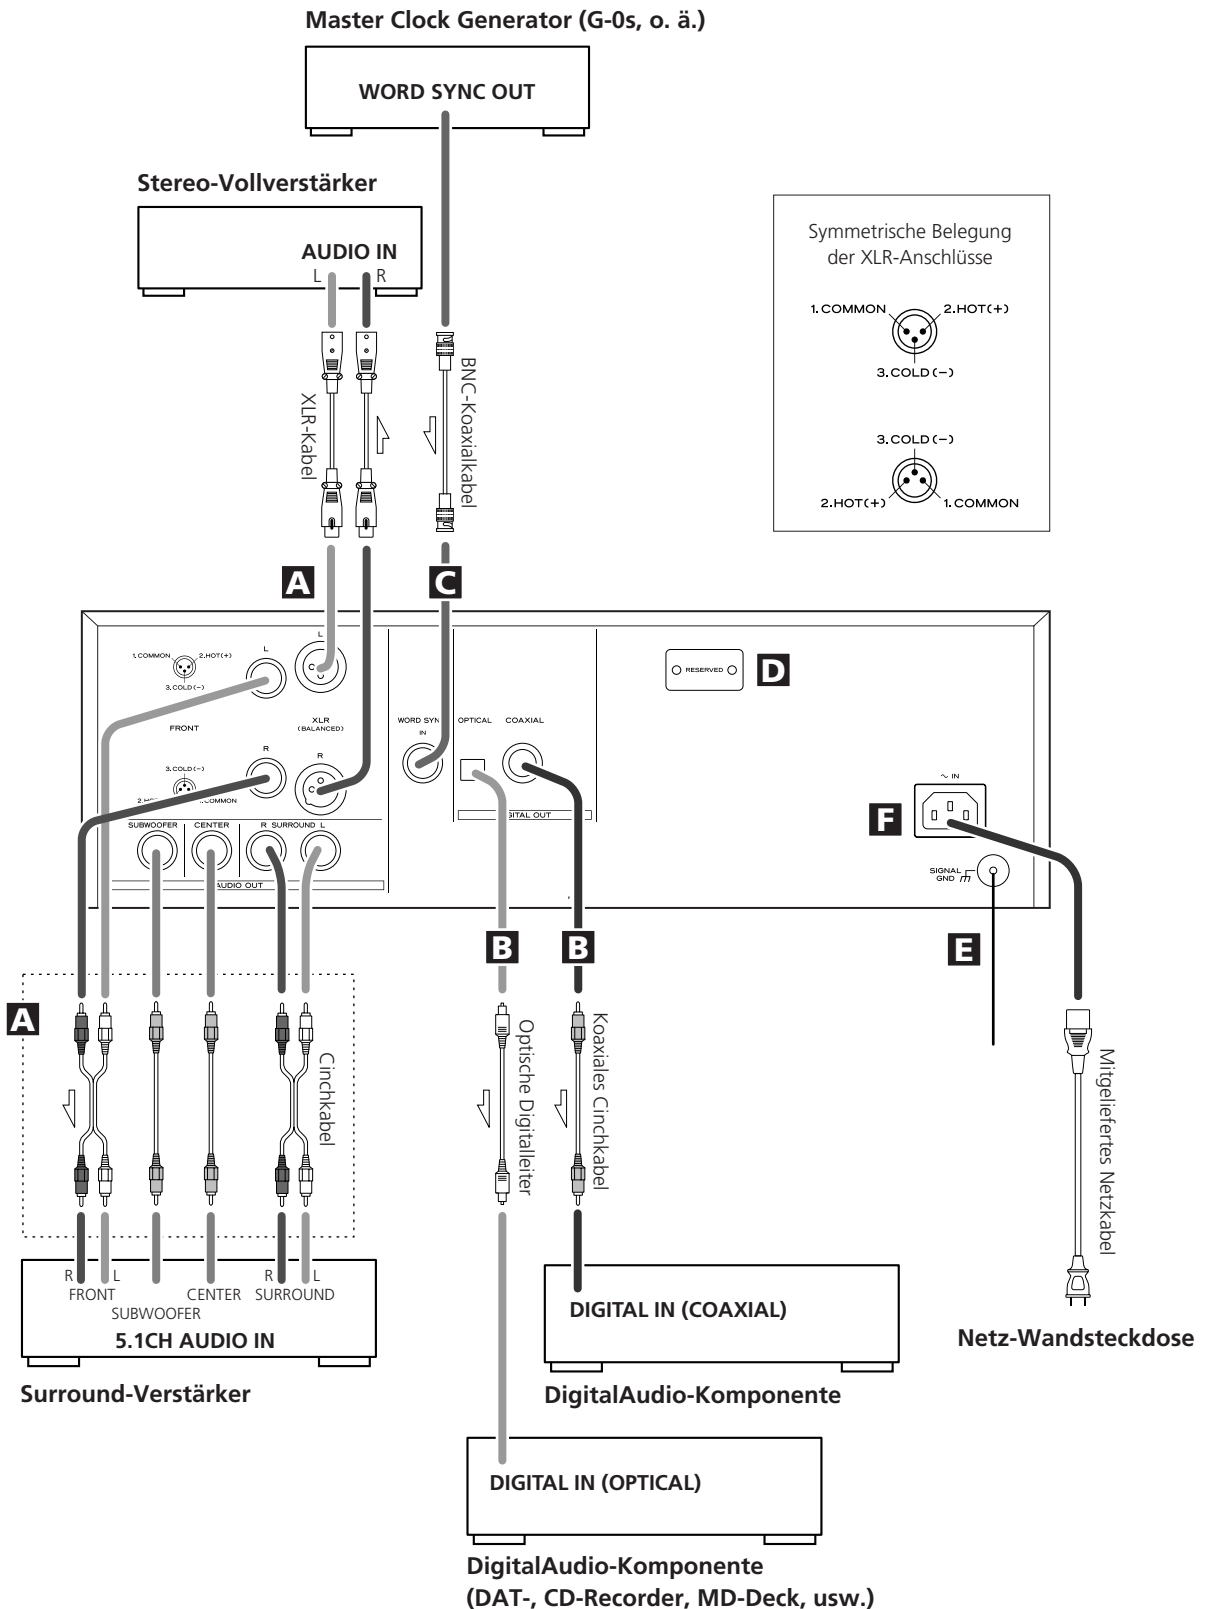 Master Clock Generator (G-0s, o. ä.)
WORD SYNC OUT
Stereo-Vollverstärker
AUDIO IN
L R
Symmetrische Belegung
der XLR-Anschlüsse
1. COMMON 2. HOT(+)
3. COLD (–)
3. COLD (–)
2. HOT(+) 1. COMMON
XLR-Kabel
BNC-Koaxialkabel
A
C
L
L
1. COMMON 2. HOT(+)
3. COLD (–)
FRONT
XLR
(BALANCED)
R
R
3. COLD (–)
COMMON
WORD SYN
IN
OPTICAL
COAXIAL
ITAL OUT
RESERVED
D
∼ IN
F
SIGNAL
GND
SUBWOOFER CENTER R SURROUND L
AUDIO OUT
B
B
E
A
Cinchkabel
Optische Digitalleiter
Koaxiales Cinchkabel
Mitgeliefertes Netzkabel
R L R L
FRONT CENTER SURROUND
SUBWOOFER
5.1CH AUDIO IN
Surround-Verstärker
DIGITAL IN (COAXIAL)
DigitalAudio-Komponente
Netz-Wandsteckdose
DIGITAL IN (OPTICAL)
DigitalAudio-Komponente
(DAT-, CD-Recorder, MD-Deck, usw.)